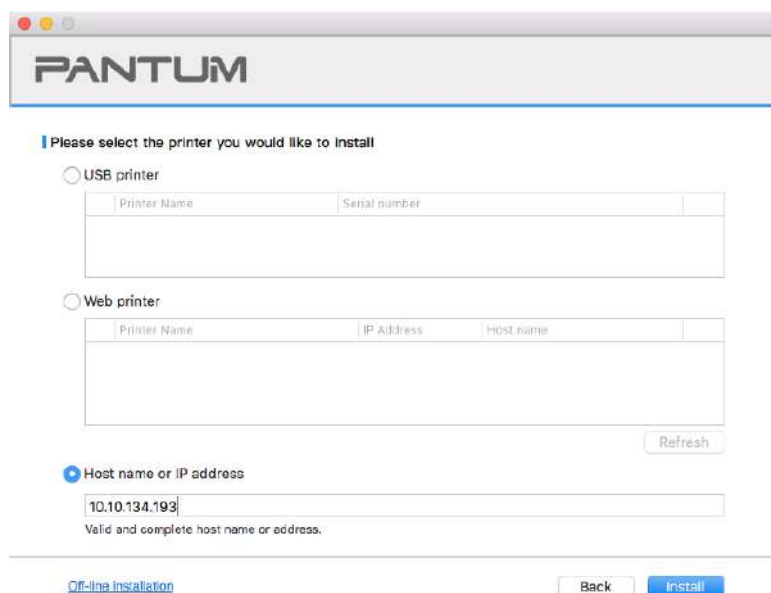 PANTUM
Please select the printer you would like to install
USB printer
Printer Name Serial number
Web printer
Printer Name IP Address Host name
Refresh
Host name or IP address
10.10.134.193
Valid and complete host name or address.
Off-line installation Back Install